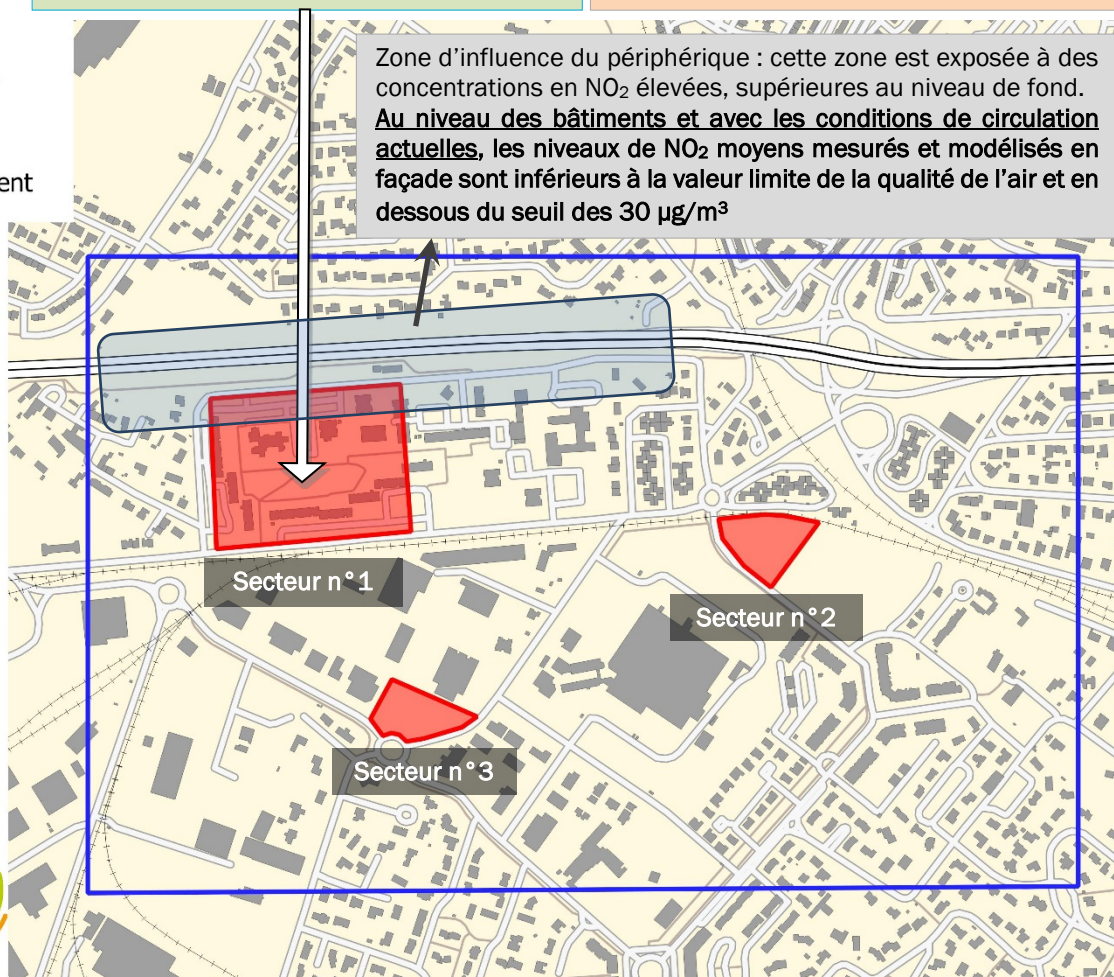 Zone d’influence du périphérique : cette zone est exposée à des
concentrations en NO₂ élevées, supérieures au niveau de fond.
Au niveau des bâtiments et avec les conditions de circulation
actuelles, les niveaux de NO₂ moyens mesurés et modélisés en
façade sont inférieurs à la valeur limite de la qualité de l’air et en
dessous du seuil des 30 µg/m³
ent
Secteur n°1
Secteur n°2
Secteur n°3